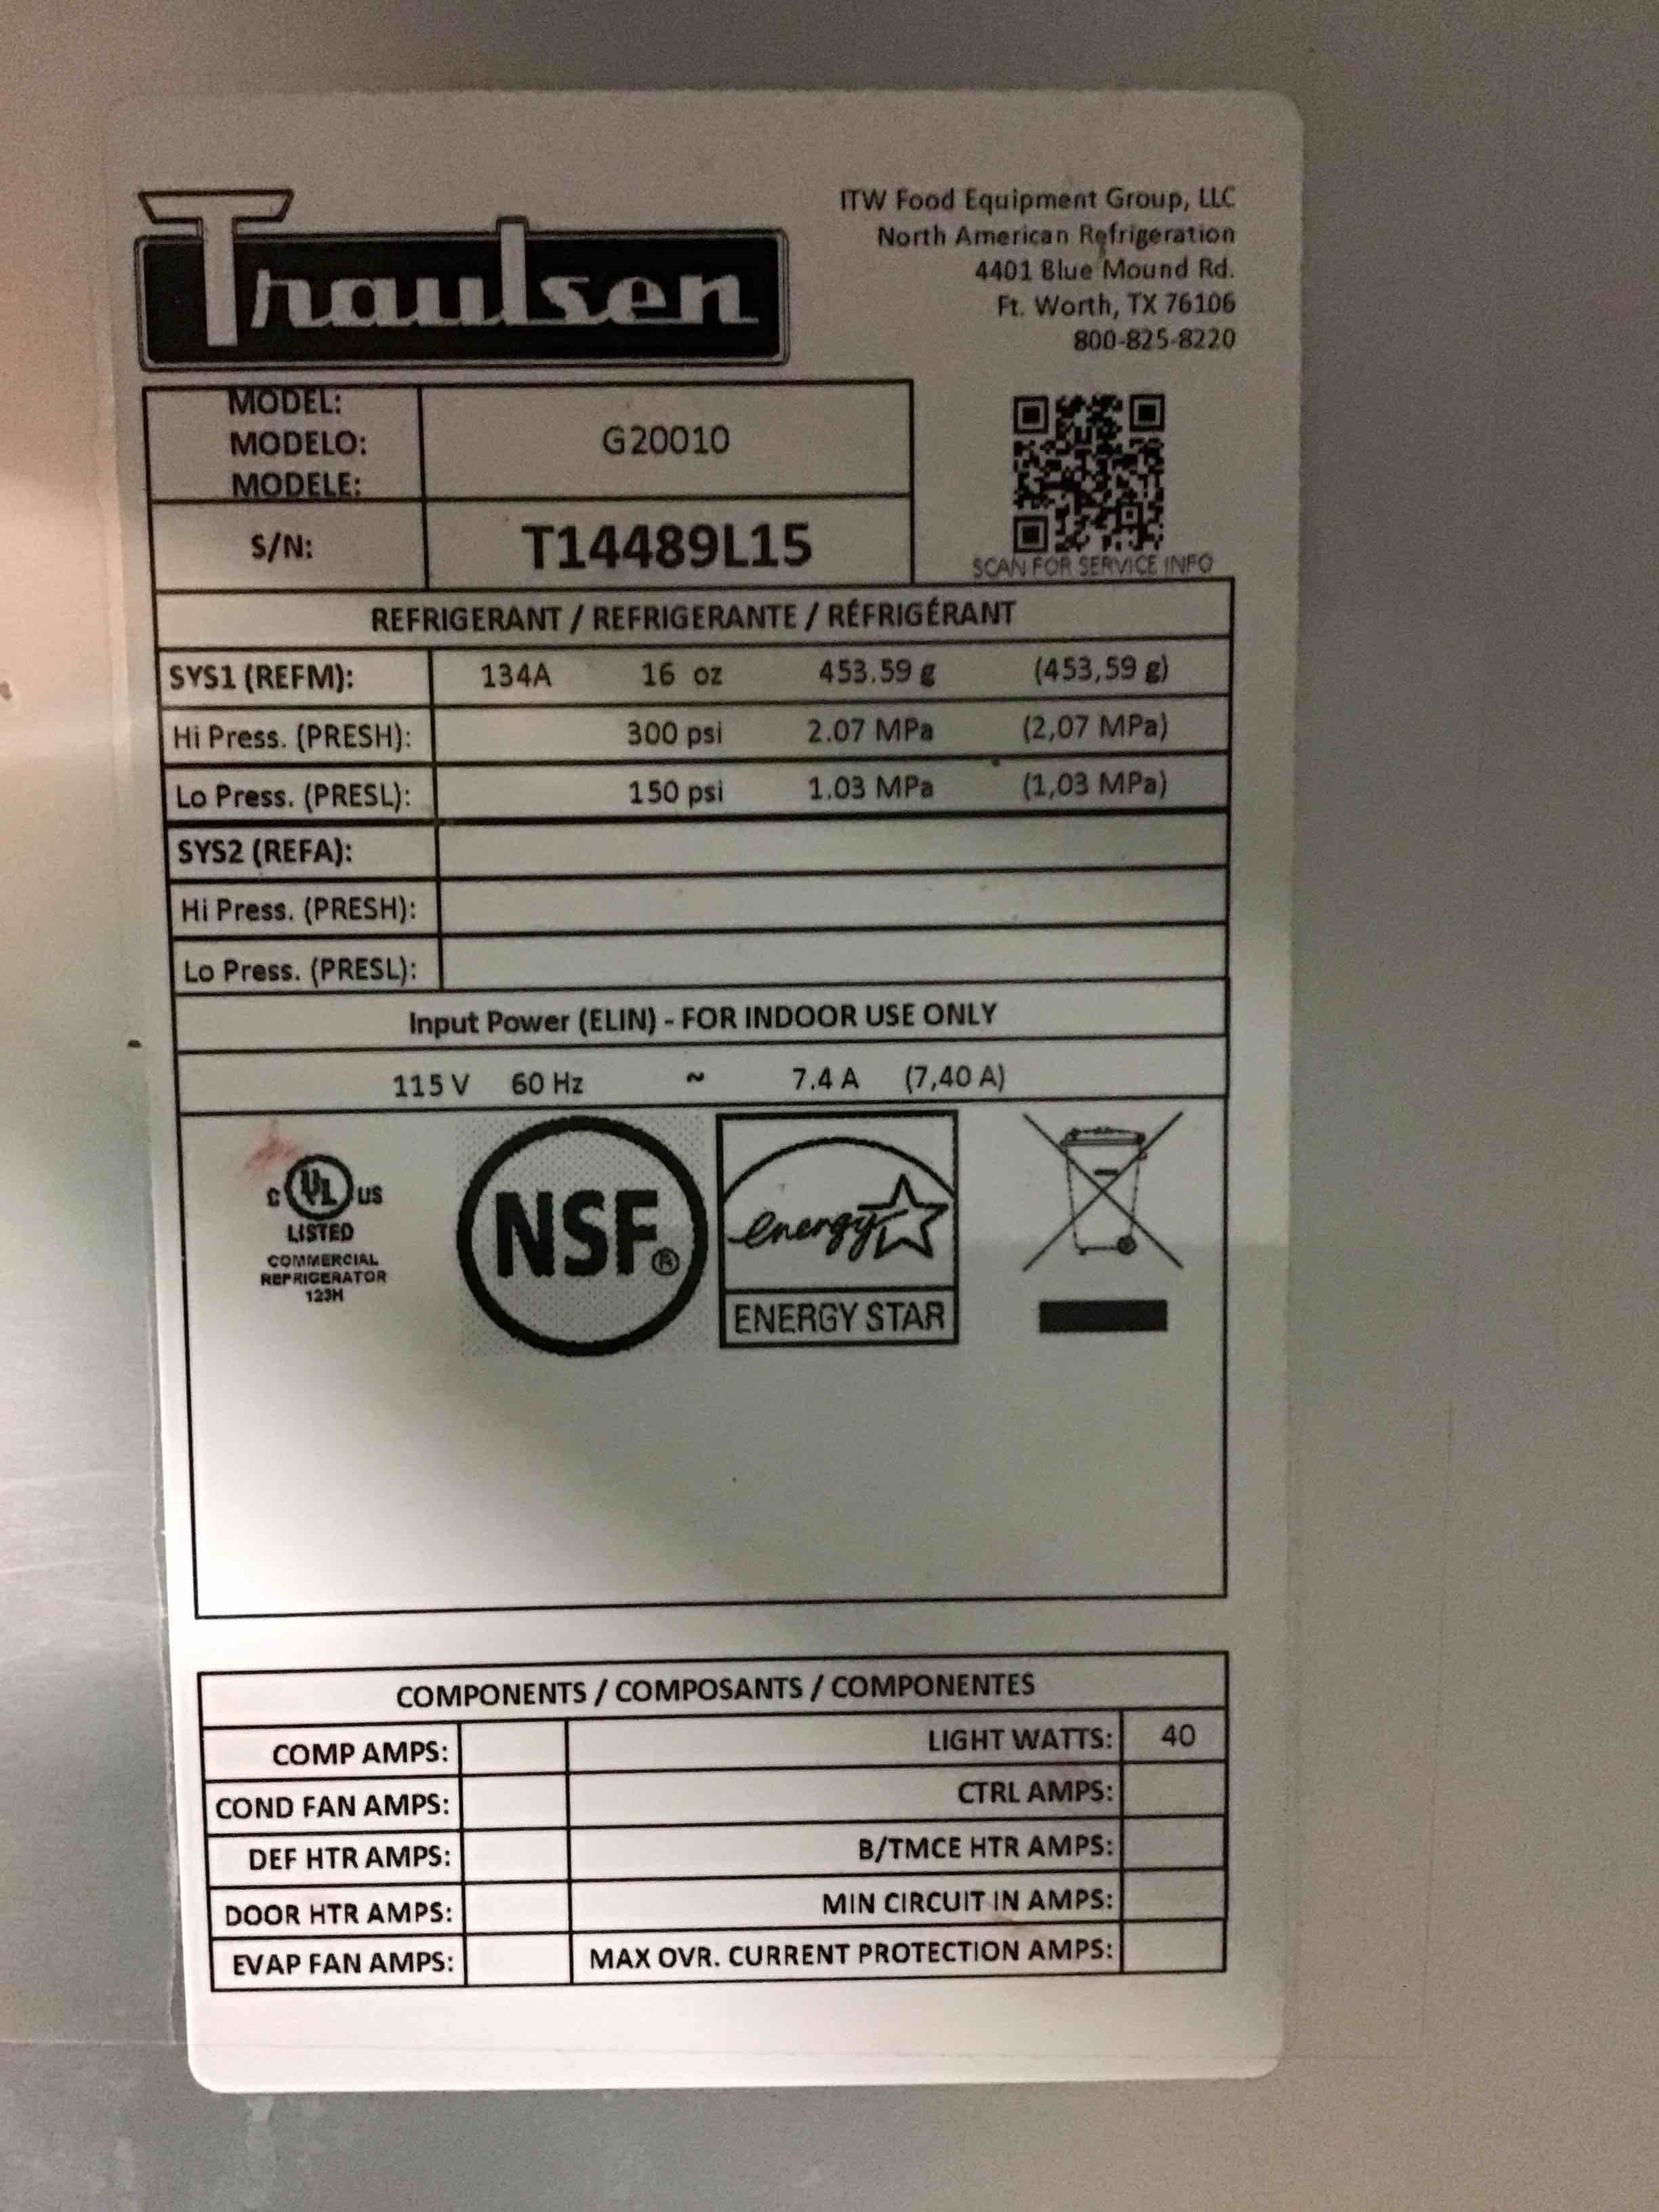 Traulsen
ITW Food Equipment Group, LLC
North American Refrigeration
4401 Blue Mound Rd.
Ft. Worth, TX 76106
800-825-8220
MODEL:
MODELO:
MODELE:
G20010
S/N:
T14489L15
SCAN FOR SERVICE INFO
REFRIGERANT / REFRIGERANTE / RÉFRIGÉRANT
SYS1 (REFM): 134A 16 oz 453.59 g (453,59 g)
Hi Press. (PRESH): 300 psi 2.07 MPa (2,07 MPa)
Lo Press. (PRESL): 150 psi 1.03 MPa (1,03 MPa)
SYS2 (REFA):
Hi Press. (PRESH):
Lo Press. (PRESL):
Input Power (ELIN) - FOR INDOOR USE ONLY
115 V 60 Hz ~ 7.4 A (7,40 A)
C UL US
LISTED
COMMERCIAL
REFRIGERATOR
123H
NSF®
energy
ENERGY STAR
COMPONENTS / COMPOSANTS / COMPONENTES
COMP AMPS: LIGHT WATTS: 40
COND FAN AMPS: CTRL AMPS:
DEF HTR AMPS: B/TMCE HTR AMPS:
DOOR HTR AMPS: MIN CIRCUIT IN AMPS:
EVAP FAN AMPS: MAX OVR. CURRENT PROTECTION AMPS: